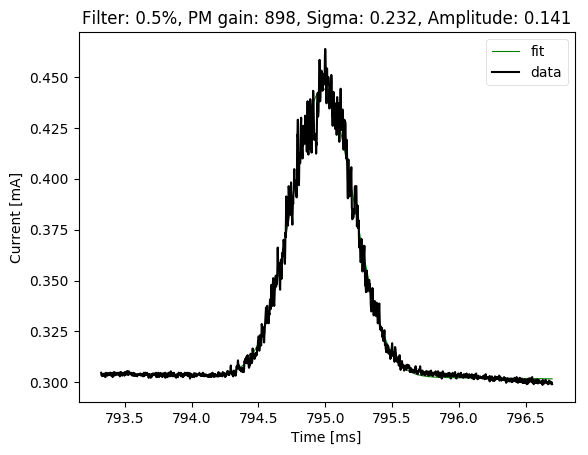 Filter: 0.5%, PM gain: 898, Sigma: 0.232, Amplitude: 0.141
fit
data
0.450
0.425
0.400
0.375
0.350
0.325
0.300
Current [mA]
793.5 794.0 794.5 795.0 795.5 796.0 796.5
Time [ms]